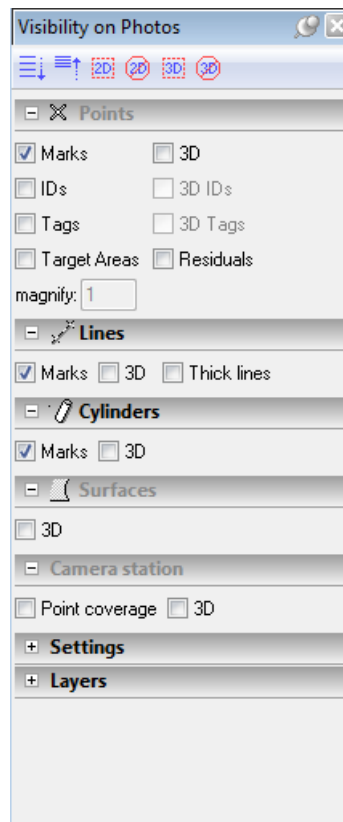 Visibility on Photos
2D 2D 3D 3D
Points
Marks 3D
IDs 3D IDs
Tags 3D Tags
Target Areas Residuals
magnify: 1
Lines
Marks 3D Thick lines
Cylinders
Marks 3D
Surfaces
3D
Camera station
Point coverage 3D
Settings
Layers